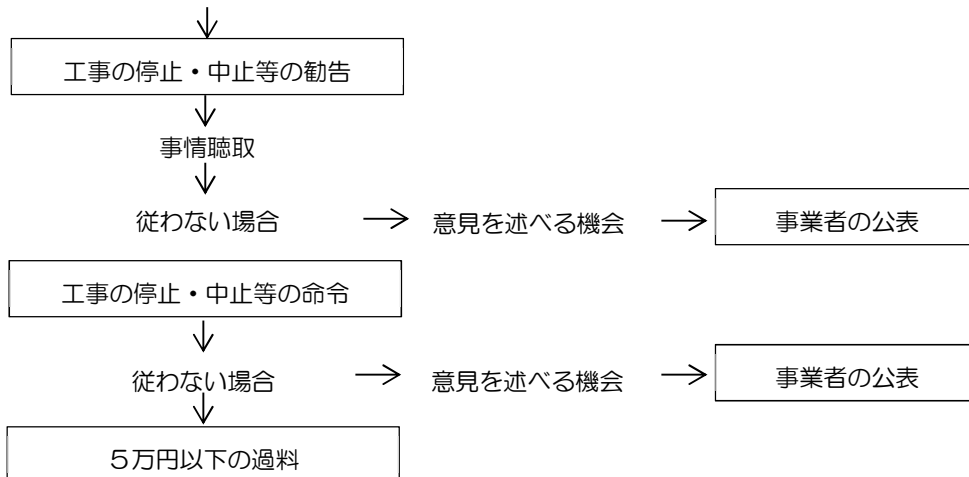 工事の停止・中止等の勧告
事情聴取
従わない場合 意見を述べる機会 事業者の公表
工事の停止・中止等の命令
従わない場合 意見を述べる機会 事業者の公表
５万円以下の過料